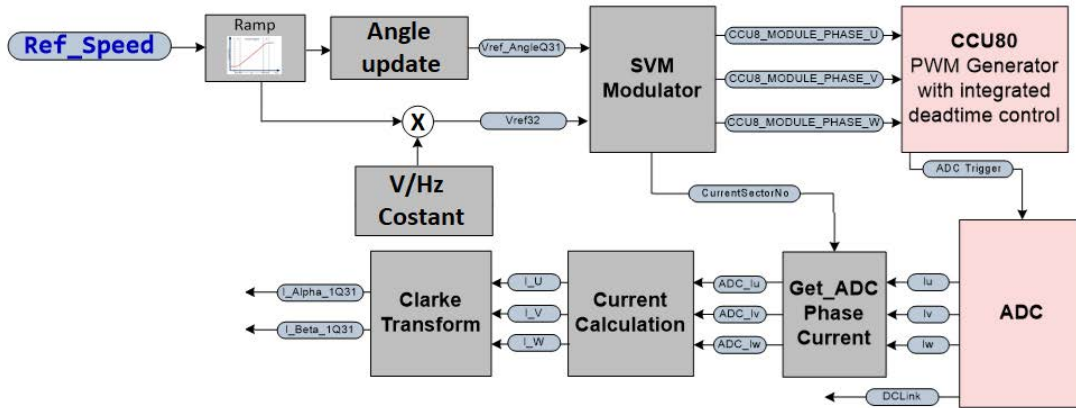 Ref_Speed
Ramp
Angle
update
Vref_AngleQ31
SVM
Modulator
CCU8_MODULE_PHASE_U
CCU8_MODULE_PHASE_V
CCU8_MODULE_PHASE_W
CCU80
PWM Generator
with integrated
deadtime control
X
Vref32
V/Hz
Costant
CurrentSectorNo
ADC Trigger
I_Alpha_1Q31
I_Beta_1Q31
Clarke
Transform
I_U
I_V
I_W
Current
Calculation
ADC_Iu
ADC_Iv
ADC_Iw
Get_ADC
Phase
Current
Iu
Iv
Iw
ADC
DCLink